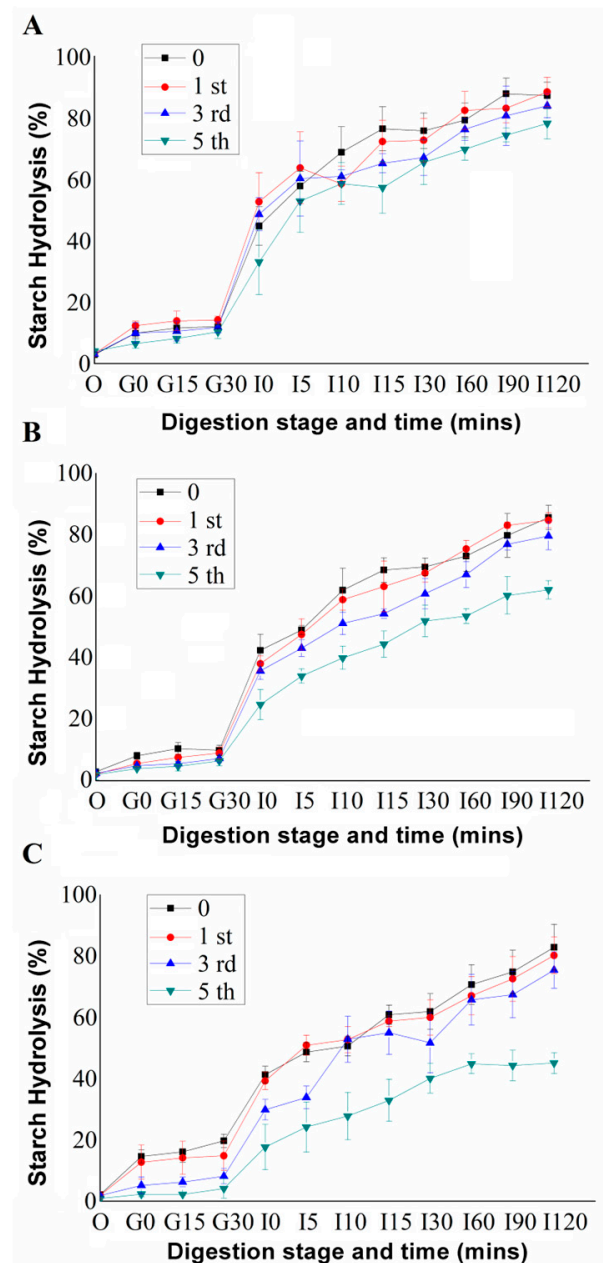 A
100
80
60
40
20
0
Starch Hydrolysis (%)
0
1 st
3 rd
5 th
O G0 G15 G30 I0 I5 I10 I15 I30 I60 I90 I120
Digestion stage and time (mins)
B
100
80
60
40
20
0
Starch Hydrolysis (%)
0
1 st
3 rd
5 th
O G0 G15 G30 I0 I5 I10 I15 I30 I60 I90 I120
Digestion stage and time (mins)
C
100
80
60
40
20
0
Starch Hydrolysis (%)
0
1 st
3 rd
5 th
O G0 G15 G30 I0 I5 I10 I15 I30 I60 I90 I120
Digestion stage and time (mins)